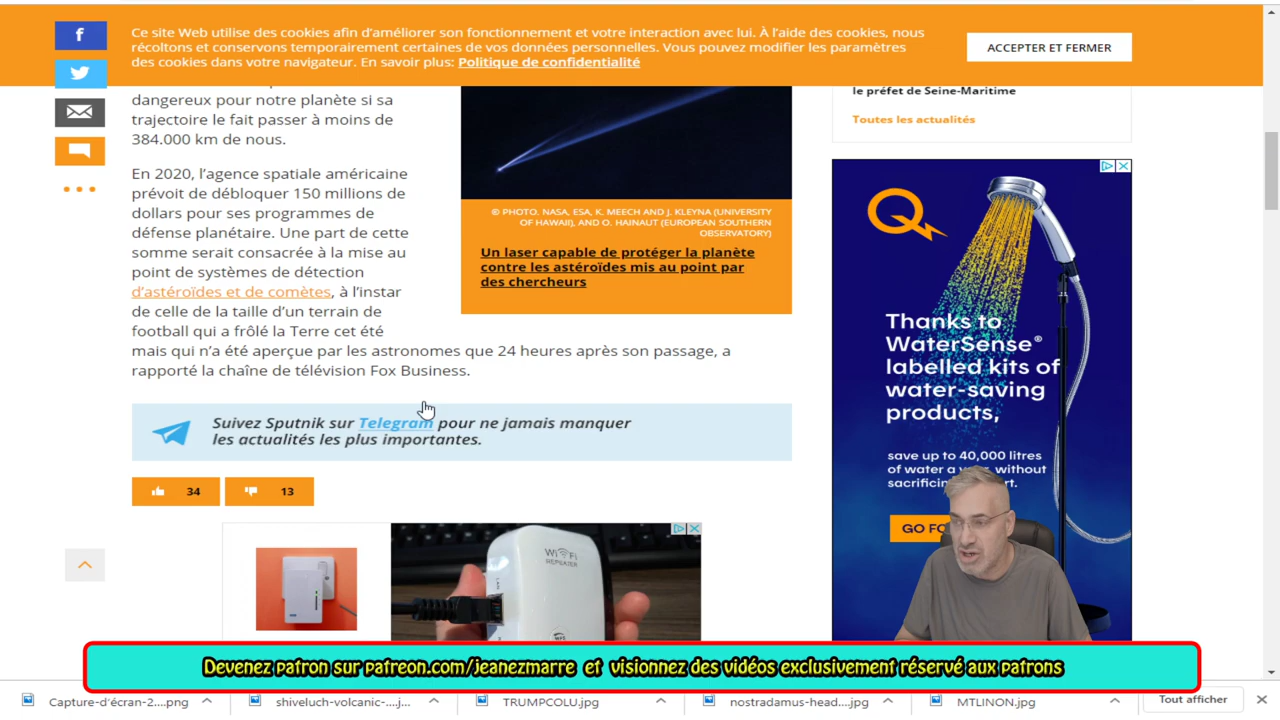 Ce site Web utilise des cookies afin d'améliorer son fonctionnement et votre interaction avec lui. À l'aide des cookies, nous
récoltons et conservons temporairement certaines de vos données personnelles. Vous pouvez modifier les paramètres
des cookies dans votre navigateur. En savoir plus: Politique de confidentialité
ACCEPTER ET FERMER
dangereux pour notre planète si sa
trajectoire le fait passer à moins de
384.000 km de nous.
En 2020, l'agence spatiale américaine
prévoit de débloquer 150 millions de
dollars pour ses programmes de
défense planétaire. Une part de cette
somme serait consacrée à la mise au
point de systèmes de détection
d'astéroïdes et de comètes, à l'instar
de celle de la taille d'un terrain de
football qui a frôlé la Terre cet été
mais qui n'a été aperçue par les astronomes que 24 heures après son passage, a
rapporté la chaîne de télévision Fox Business.
© PHOTO. NASA, ESA, K. MEECH AND J. KLEYNA (UNIVERSITY
OF HAWAII), AND O. HAINAUT (EUROPEAN SOUTHERN
OBSERVATORY)
Un laser capable de protéger la planète
contre les astéroïdes mis au point par
des chercheurs
Suivez Sputnik sur Telegram pour ne jamais manquer
les actualités les plus importantes.
34
13
WiFi
REPEATER
le préfet de Seine-Maritime
Toutes les actualités
Thanks to
WaterSense®
labelled kits of
water-saving
products,
save up to 40,000 litres
of water a year, without
GO
Devenez patron sur patreon.com/jeanezmarre et visionnez des vidéos exclusivement réservé aux patrons
Capture-d'écran-2....png
shiveluch-volcanic-....j...
TRUMPCOLU.jpg
nostradamus-head....jpg
MTLINON.jpg
Tout afficher